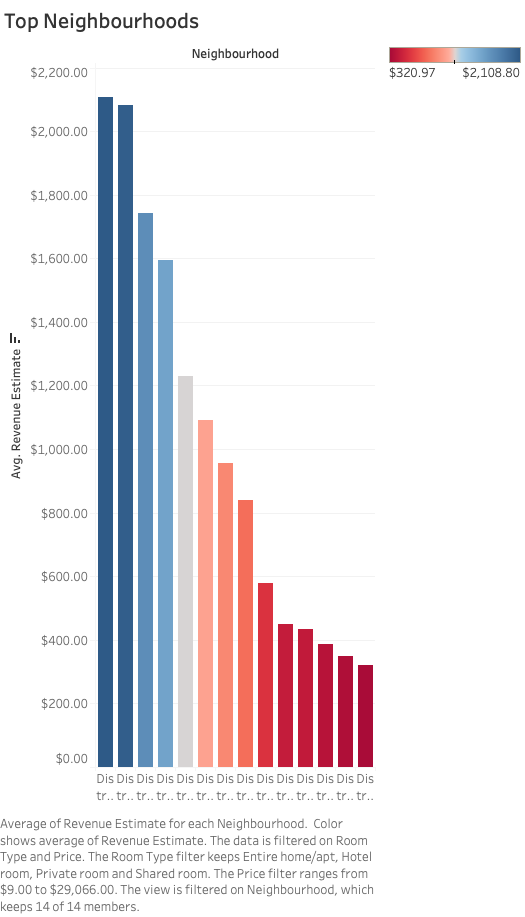 Top Neighbourhoods
Neighbourhood
$320.97 $2,108.80
$2,200.00
$2,000.00
$1,800.00
$1,600.00
$1,400.00
$1,200.00
$1,000.00
$800.00
$600.00
$400.00
$200.00
$0.00
Avg. Revenue Estimate
Dis Dis Dis Dis Dis Dis Dis Dis Dis Dis Dis Dis Dis Dis
tr.. tr.. tr.. tr.. tr.. tr.. tr.. tr.. tr.. tr.. tr.. tr.. tr.. tr..
Average of Revenue Estimate for each Neighbourhood.  Color
shows average of Revenue Estimate. The data is filtered on Room
Type and Price. The Room Type filter keeps Entire home/apt, Hotel
room, Private room and Shared room. The Price filter ranges from
$9.00 to $29,066.00. The view is filtered on Neighbourhood, which
keeps 14 of 14 members.